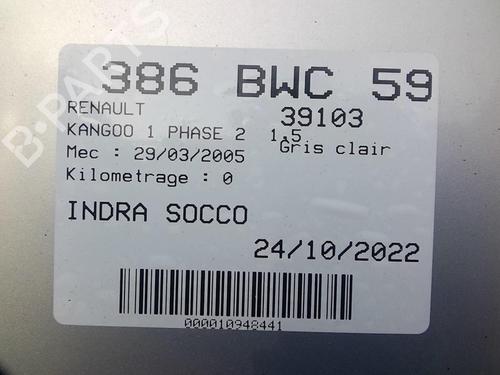 386 BWC 59
RENAULT 39103
KANGOO 1 PHASE 2 1.5
Mec : 29/03/2005 Gris clair
Kilometrage : 0
INDRA SOCCO
24/10/2022
000010948441
B-PARTS